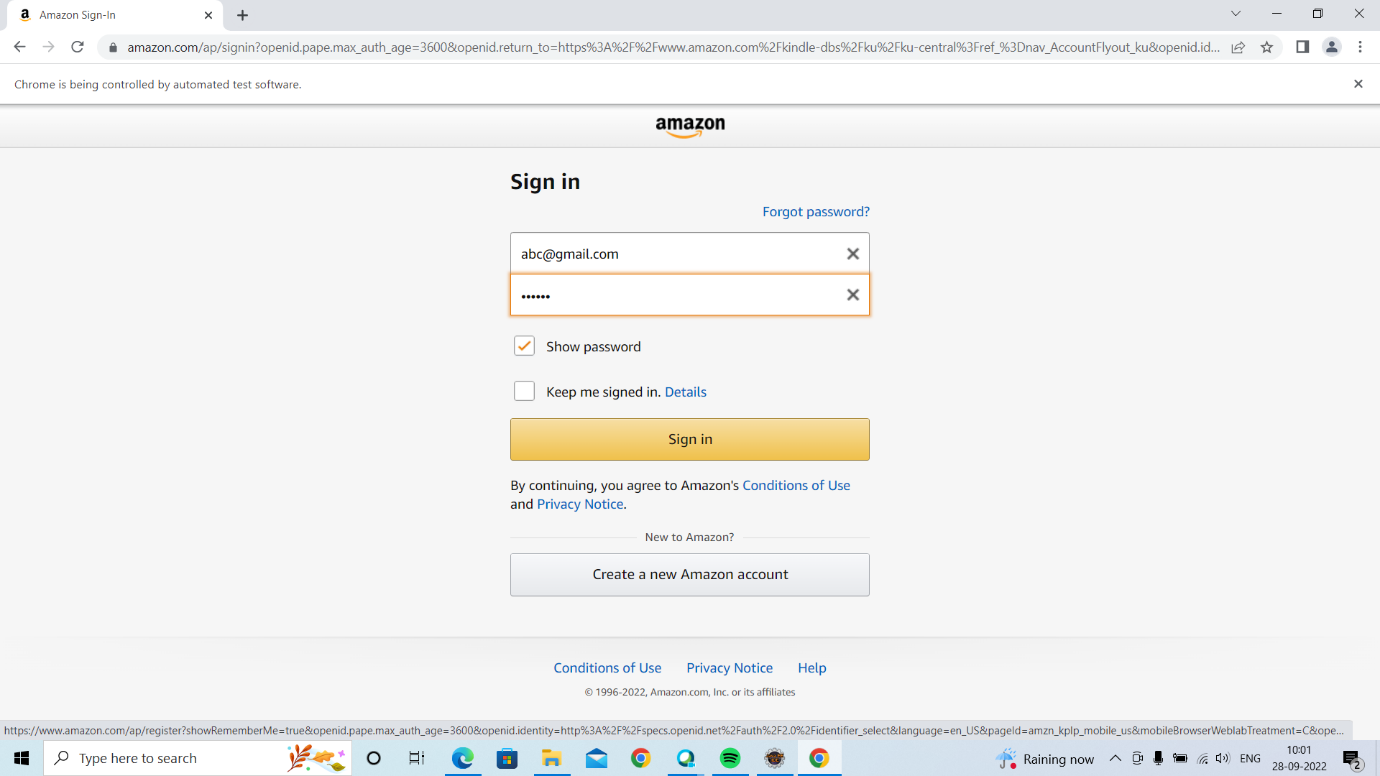 Amazon Sign-In
amazon.com/ap/signin?openid.pape.max_auth_age=3600&openid.return_to=https%3A%2F%2Fwww.amazon.com%2Fkindle-dbs%2Fku%2Fku-central%3Fref_%3Dnav_AccountFlyout_ku&openid.id...
Chrome is being controlled by automated test software.
amazon
Sign in
Forgot password?
abc@gmail.com
••••••
Show password
Keep me signed in. Details
Sign in
By continuing, you agree to Amazon's Conditions of Use
and Privacy Notice.
New to Amazon?
Create a new Amazon account
Conditions of Use Privacy Notice Help
© 1996-2022, Amazon.com, Inc. or its affiliates
https://www.amazon.com/ap/register?showRememberMe=true&openid.pape.max_auth_age=3600&openid.identity=http%3A%2F%2Fspecs.openid.net%2Fauth%2F2.0%2Fidentifier_select&language=en_US&pageId=amzn_kplp_mobile_us&mobileBrowserWeblabTreatment=C&ope...
Type here to search
Raining now
ENG
10:01
28-09-2022
2